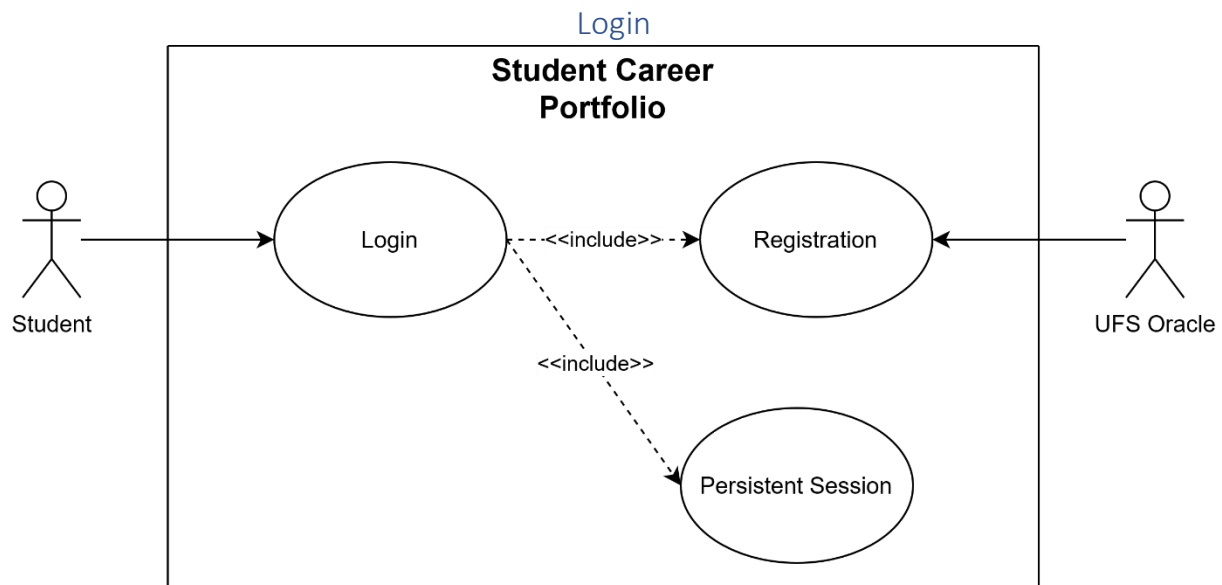 Login
Student Career
Portfolio
Login
<<include>>
Registration
Student
UFS Oracle
<<include>>
Persistent Session